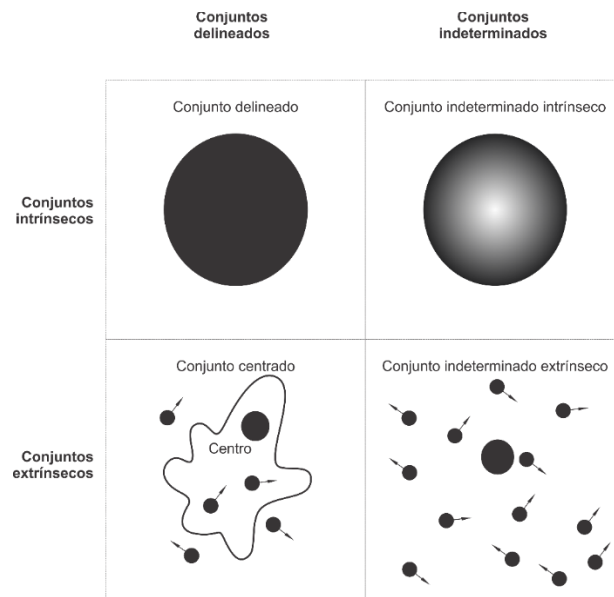 Conjuntos
delineados
Conjuntos
indeterminados
Conjunto delineado
Conjunto indeterminado intrínseco
Conjuntos
intrínsecos
Conjunto centrado
Conjunto indeterminado extrínseco
Centro
Conjuntos
extrínsecos